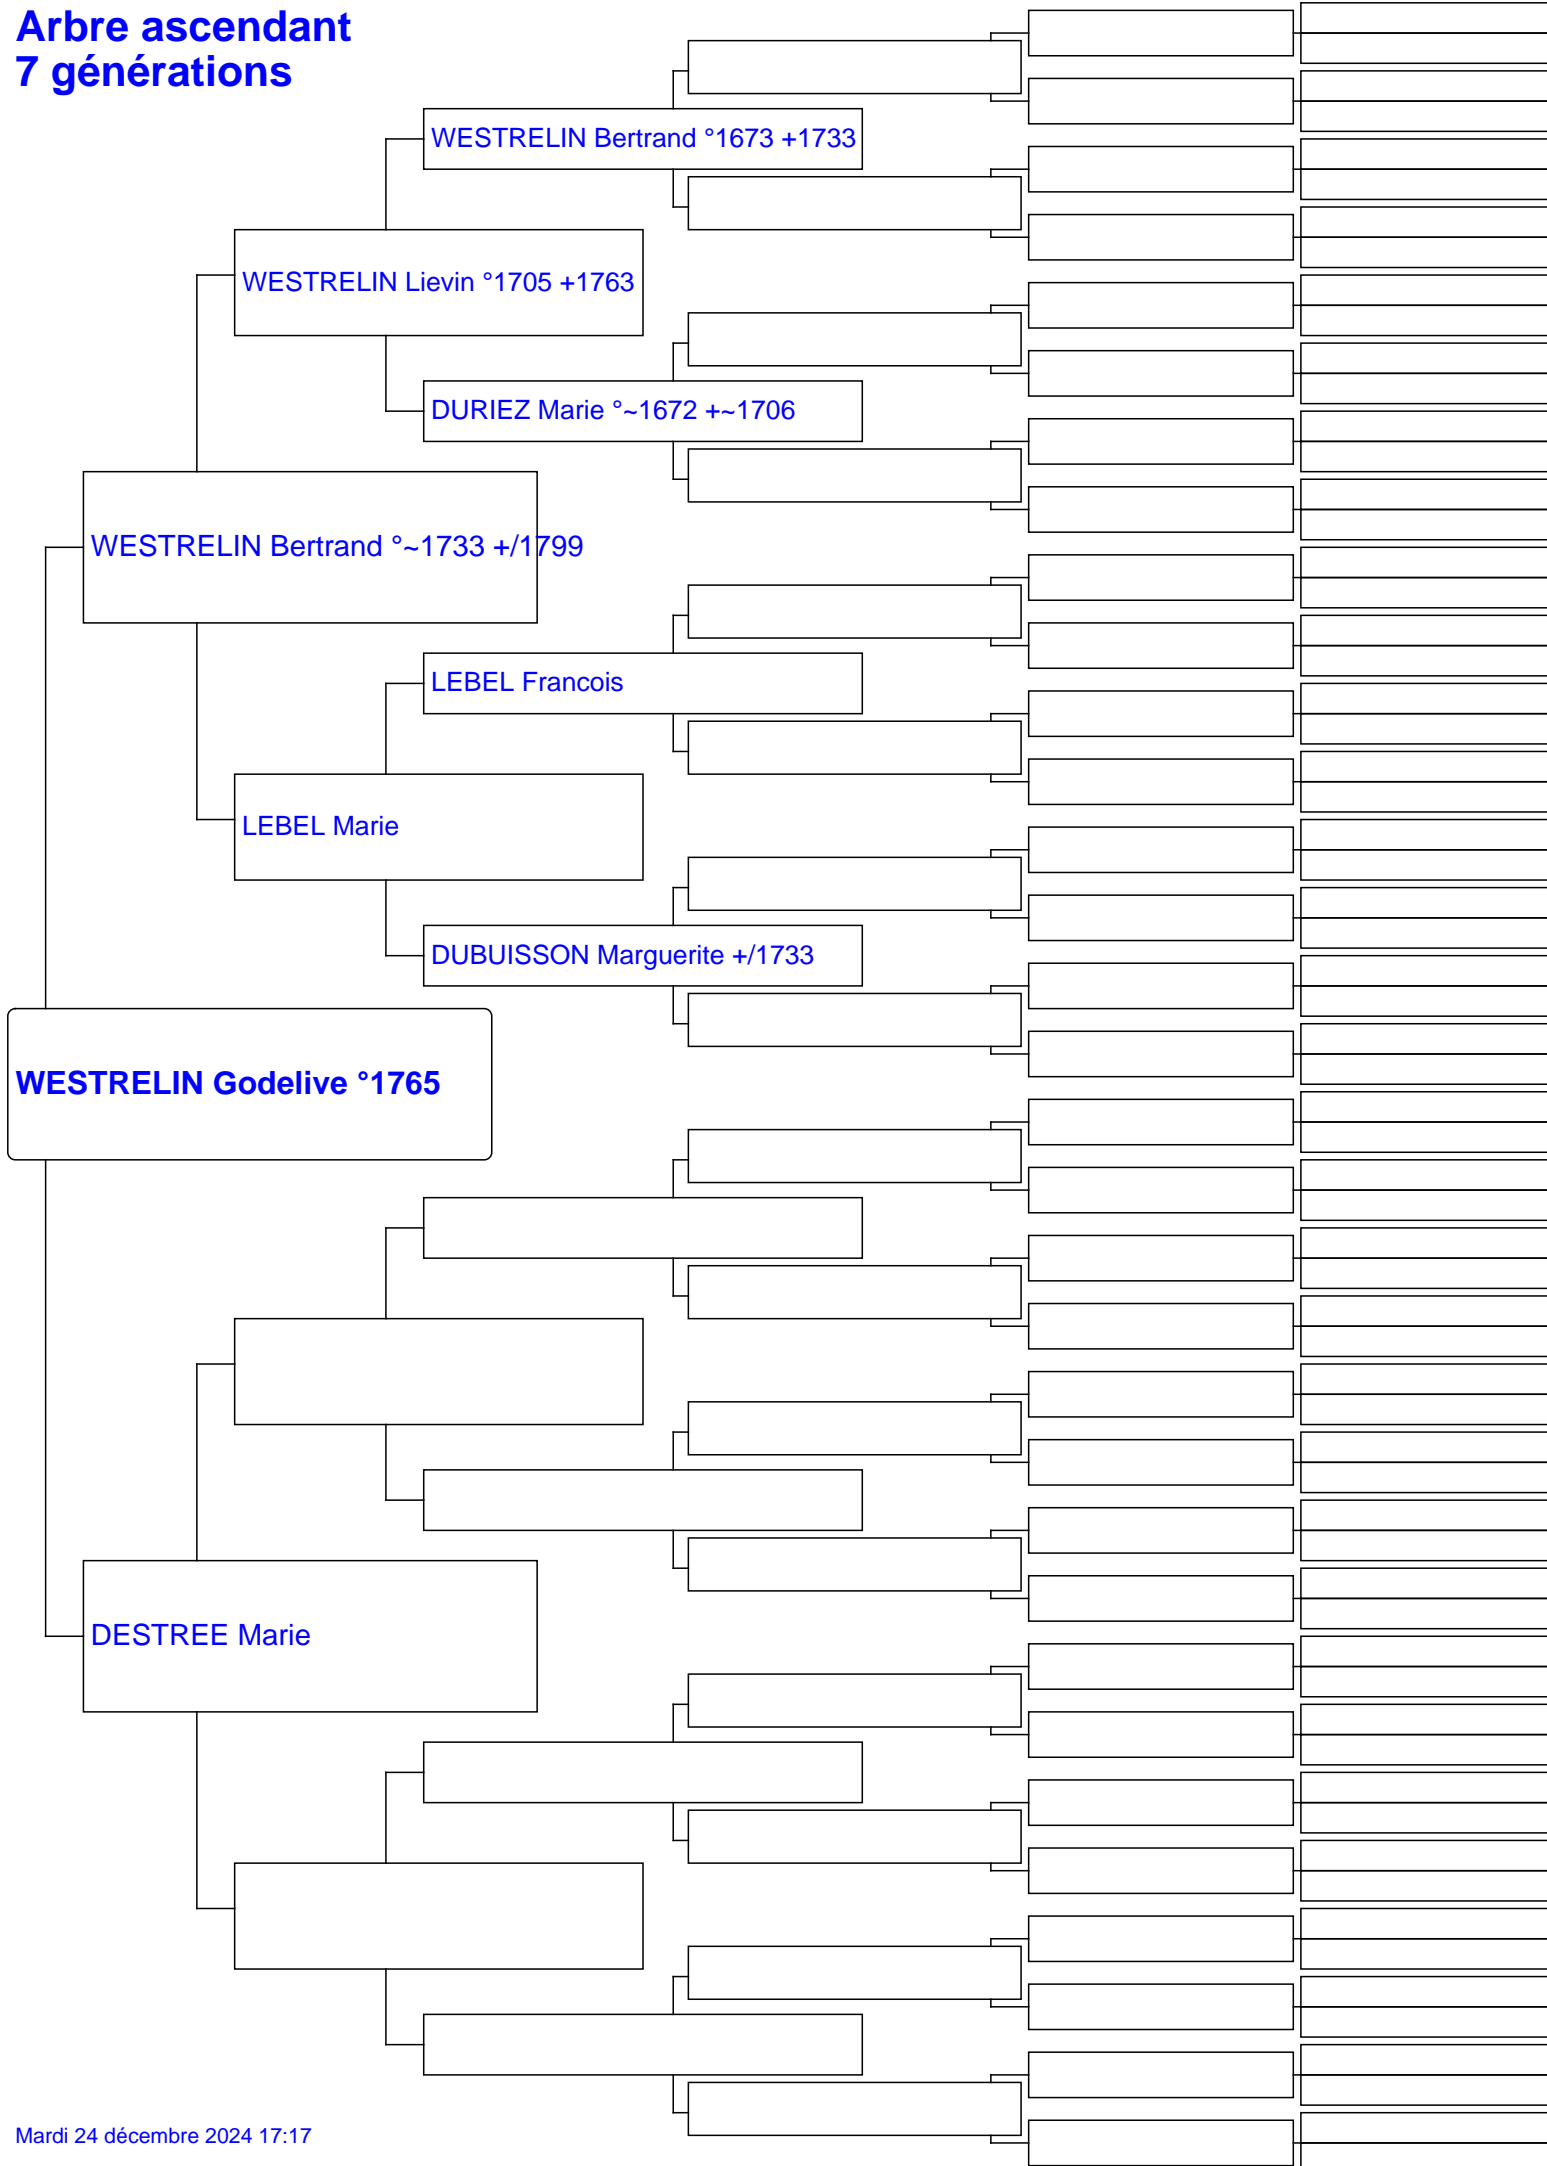 Arbre ascendant
7 générations
WESTRELIN Bertrand °1673 +1733
WESTRELIN Lievin °1705 +1763
DURIEZ Marie °~1672 +~1706
WESTRELIN Bertrand °~1733 +/1799
LEBEL Francois
LEBEL Marie
DUBUISSON Marguerite +/1733
WESTRELIN Godelive °1765
DESTREE Marie
Mardi 24 décembre 2024 17:17